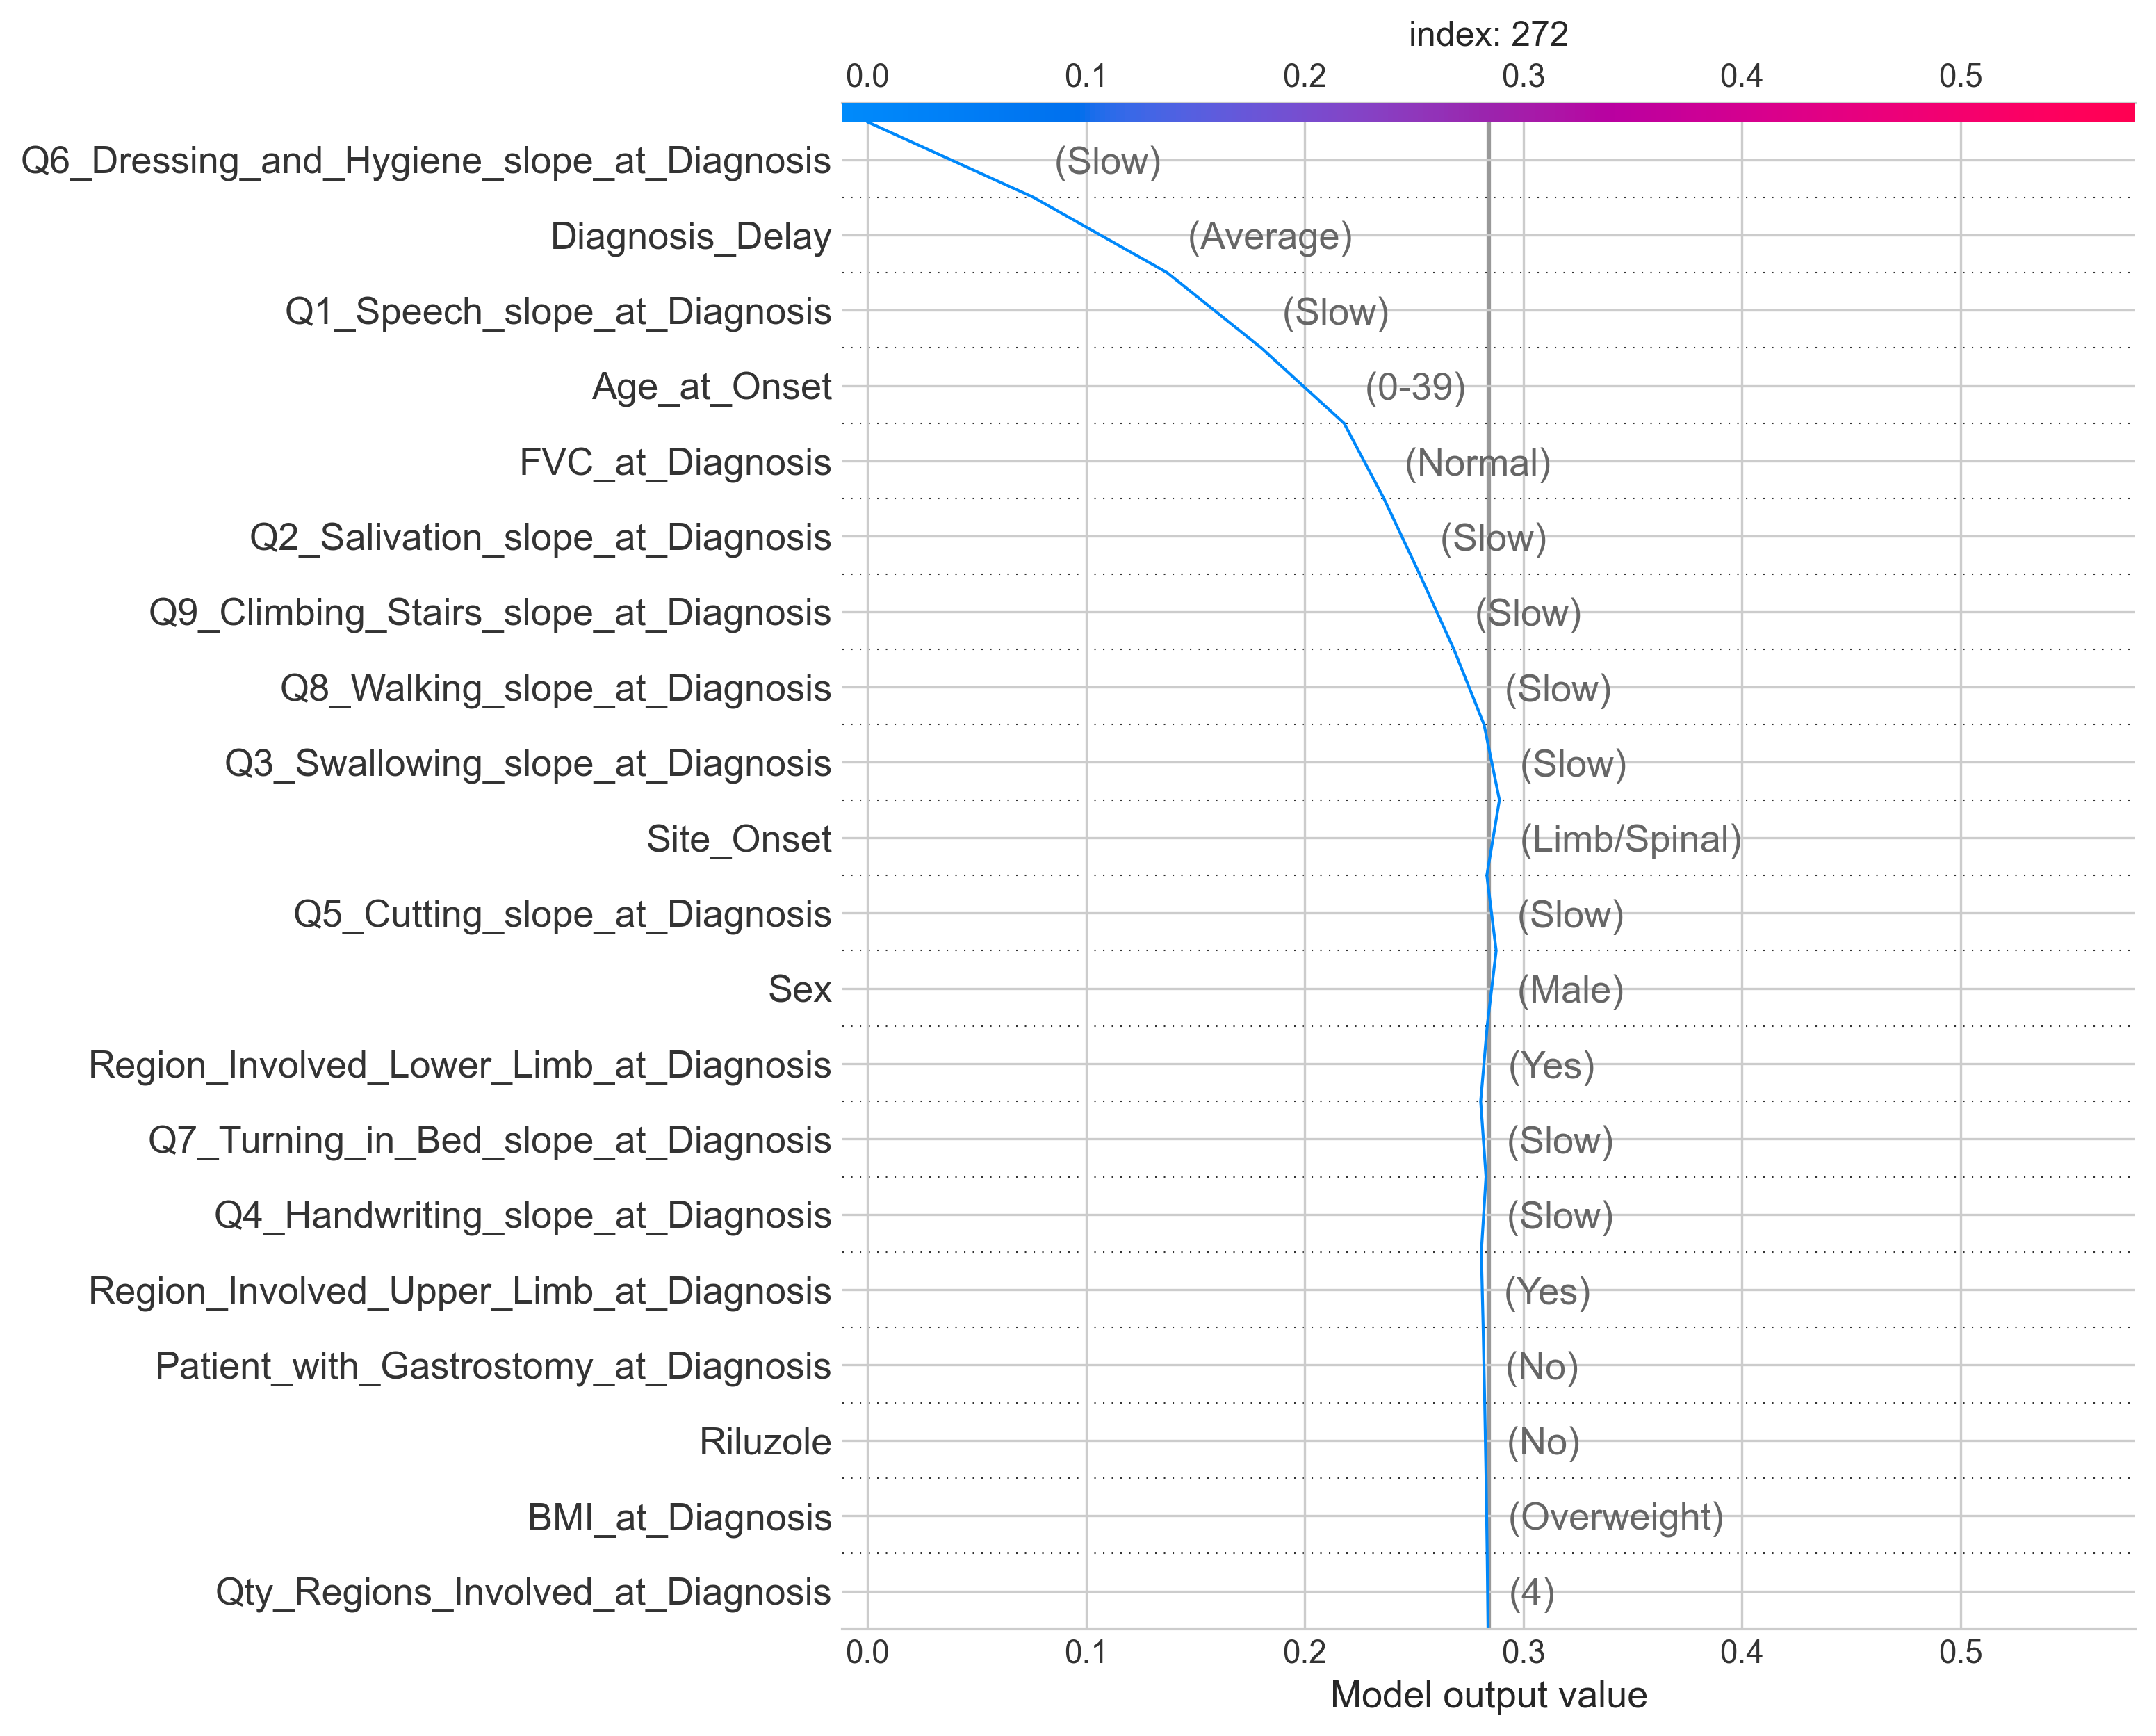 index: 272
0.0 0.1 0.2 0.3 0.4 0.5
Q6_Dressing_and_Hygiene_slope_at_Diagnosis (Slow)
Diagnosis_Delay (Average)
Q1_Speech_slope_at_Diagnosis (Slow)
Age_at_Onset (0-39)
FVC_at_Diagnosis (Normal)
Q2_Salivation_slope_at_Diagnosis (Slow)
Q9_Climbing_Stairs_slope_at_Diagnosis (Slow)
Q8_Walking_slope_at_Diagnosis (Slow)
Q3_Swallowing_slope_at_Diagnosis (Slow)
Site_Onset (Limb/Spinal)
Q5_Cutting_slope_at_Diagnosis (Slow)
Sex (Male)
Region_Involved_Lower_Limb_at_Diagnosis (Yes)
Q7_Turning_in_Bed_slope_at_Diagnosis (Slow)
Q4_Handwriting_slope_at_Diagnosis (Slow)
Region_Involved_Upper_Limb_at_Diagnosis (Yes)
Patient_with_Gastrostomy_at_Diagnosis (No)
Riluzole (No)
BMI_at_Diagnosis (Overweight)
Qty_Regions_Involved_at_Diagnosis (4)
0.0 0.1 0.2 0.3 0.4 0.5
Model output value